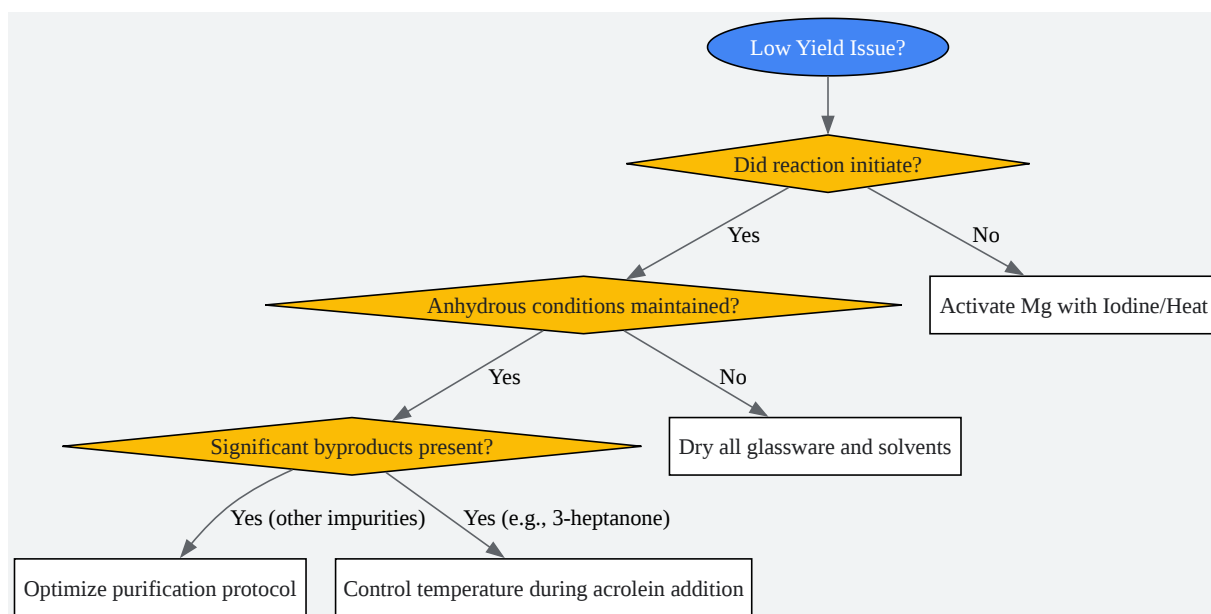 Low Yield Issue?
Did reaction initiate?
Yes
No
Anhydrous conditions maintained?
Activate Mg with Iodine/Heat
Yes
No
Significant byproducts present?
Dry all glassware and solvents
Yes (other impurities)
Yes (e.g., 3-heptanone)
Optimize purification protocol
Control temperature during acrolein addition